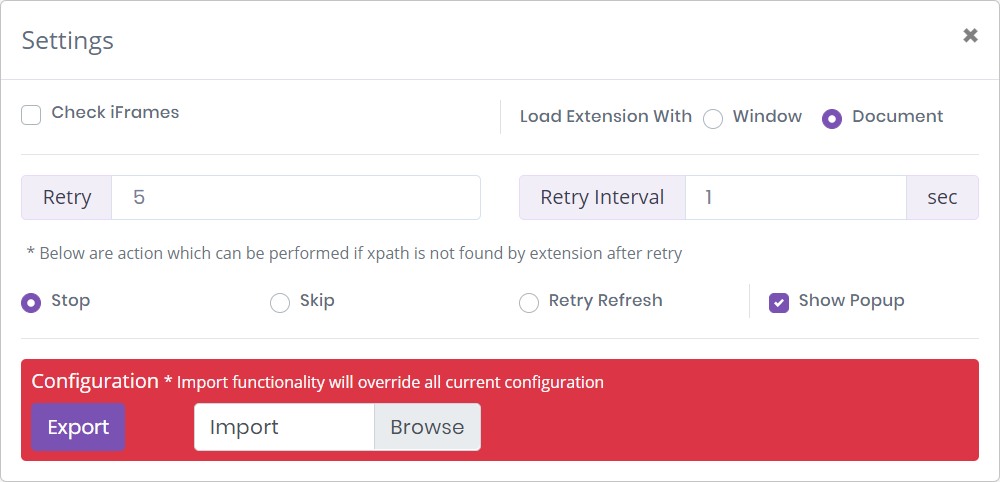 Settings
Check iFrames
Load Extension With Window Document
Retry 5
Retry Interval 1 sec
* Below are action which can be performed if xpath is not found by extension after retry
Stop Skip Retry Refresh Show Popup
Configuration * Import functionality will override all current configuration
Export Import Browse